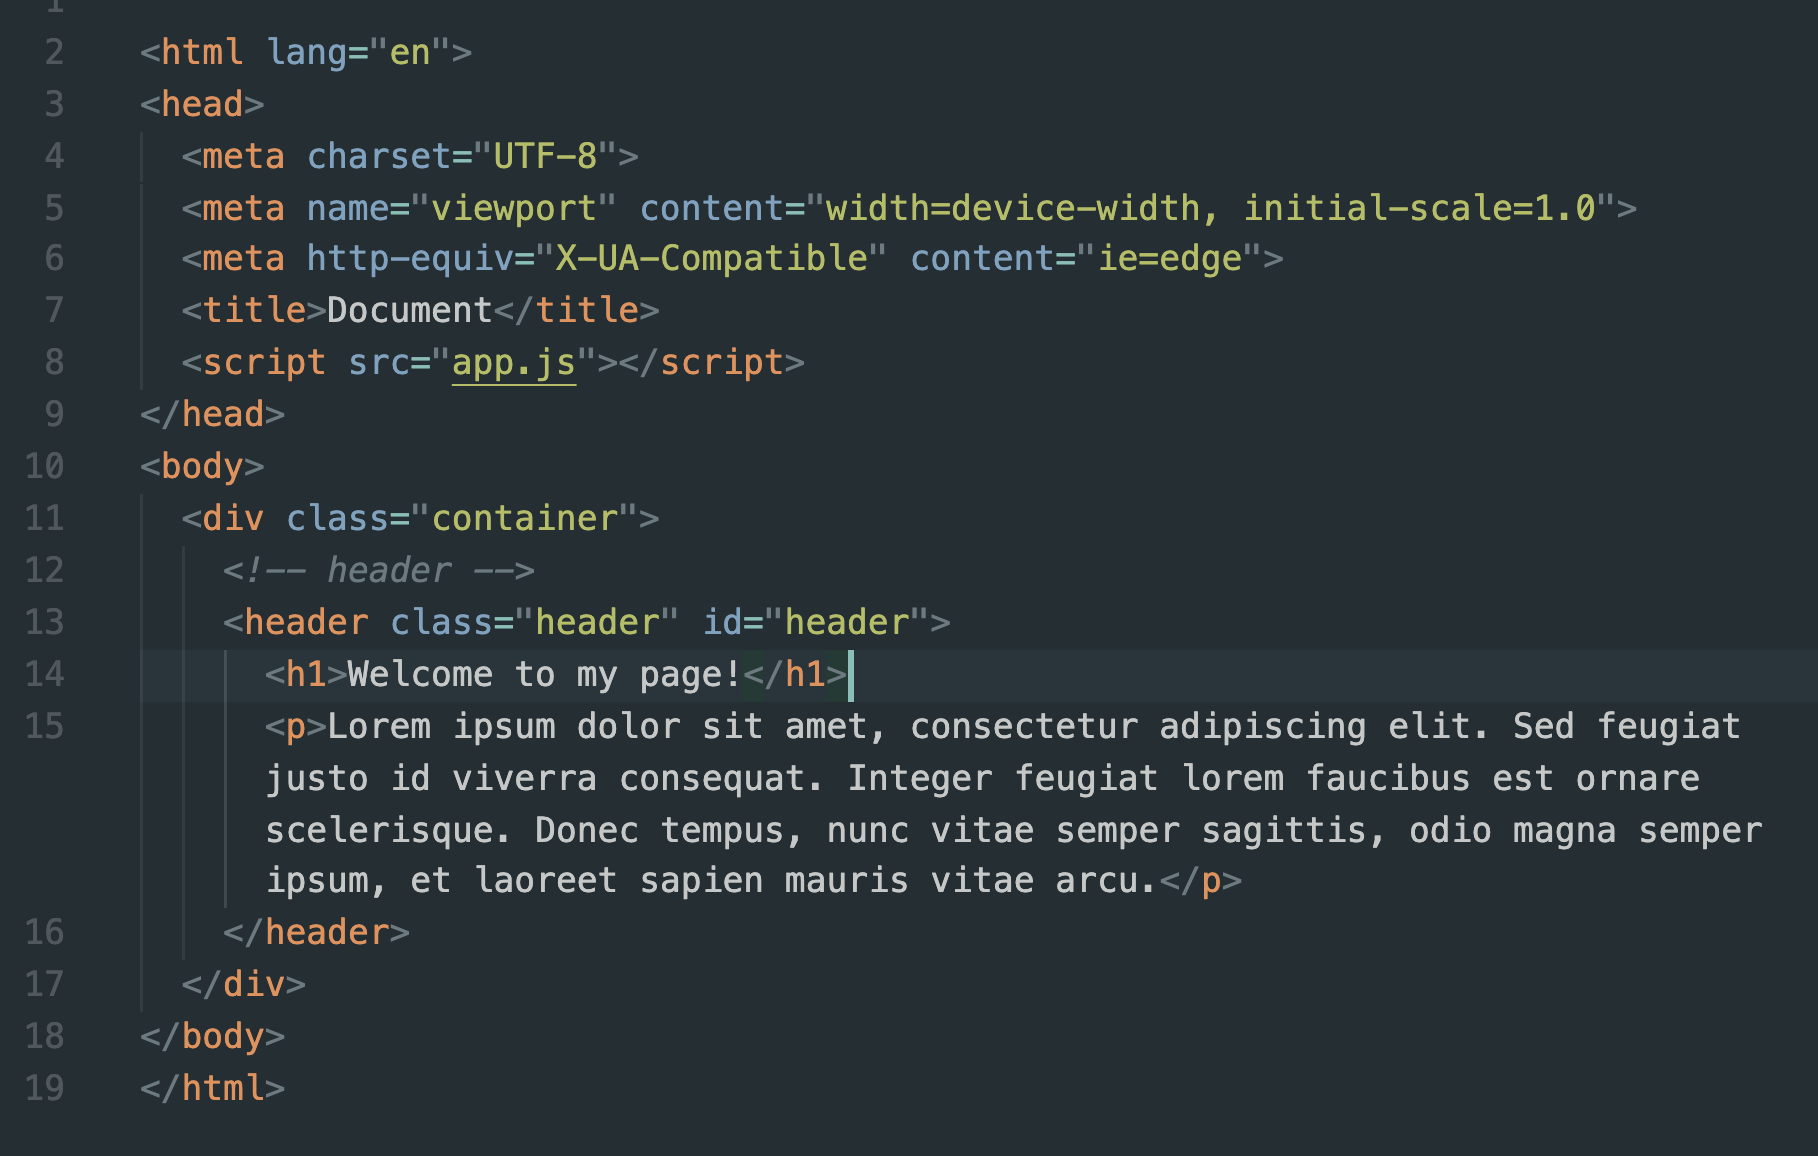 1
2 <html lang="en">
3 <head>
4 <meta charset="UTF-8">
5 <meta name="viewport" content="width=device-width, initial-scale=1.0">
6 <meta http-equiv="X-UA-Compatible" content="ie=edge">
7 <title>Document</title>
8 <script src="app.js"></script>
9 </head>
10 <body>
11 <div class="container">
12 <!-- header -->
13 <header class="header" id="header">
14 <h1>Welcome to my page!</h1>
15 <p>Lorem ipsum dolor sit amet, consectetur adipiscing elit. Sed feugiat
justo id viverra consequat. Integer feugiat lorem faucibus est ornare
scelerisque. Donec tempus, nunc vitae semper sagittis, odio magna semper
ipsum, et laoreet sapien mauris vitae arcu.</p>
16 </header>
17 </div>
18 </body>
19 </html>